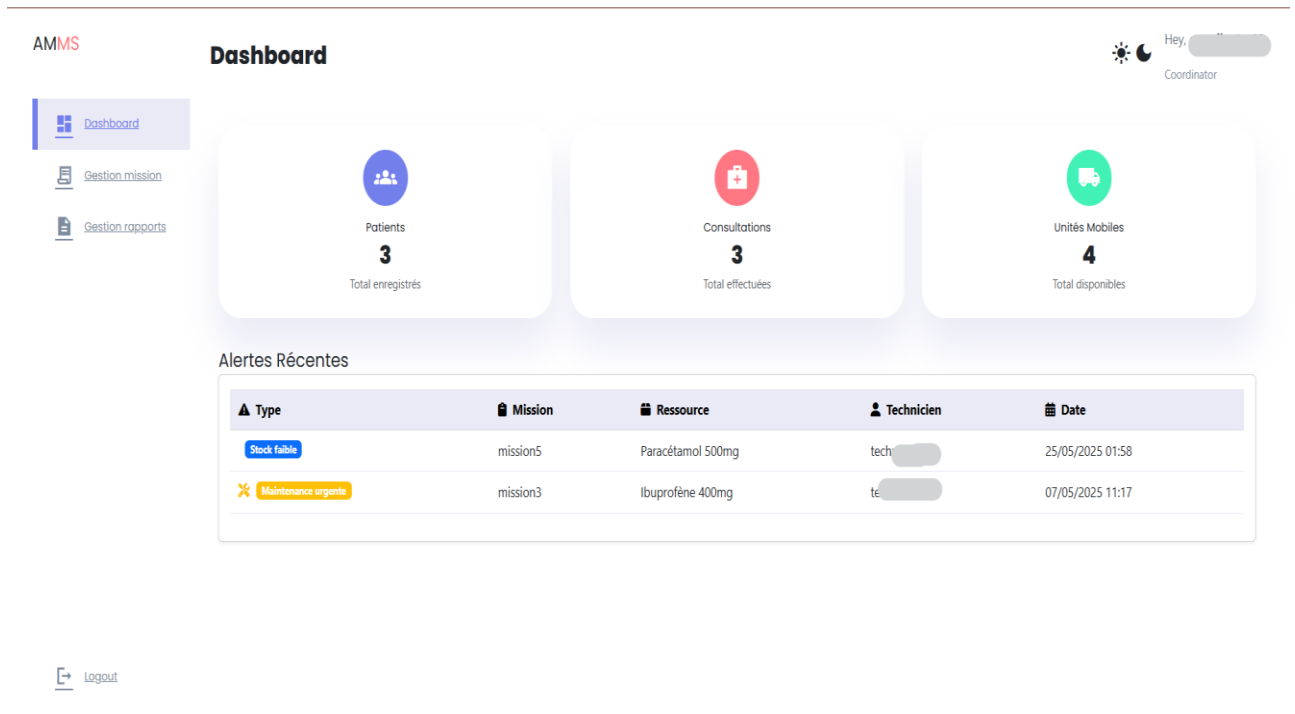 AMMS
Dashboard
Hey,
Coordinator
Dashboard
Gestion mission
Gestion rapports
Patients
3
Total enregistrés
Consultations
3
Total effectuées
Unités Mobiles
4
Total disponibles
Alertes Récentes
Type Mission Ressource Technicien Date
Stock faible mission5 Paracétamol 500mg 25/05/2025 01:58
Maintenance urgente mission3 Ibuprofène 400mg 07/05/2025 11:17
Logout